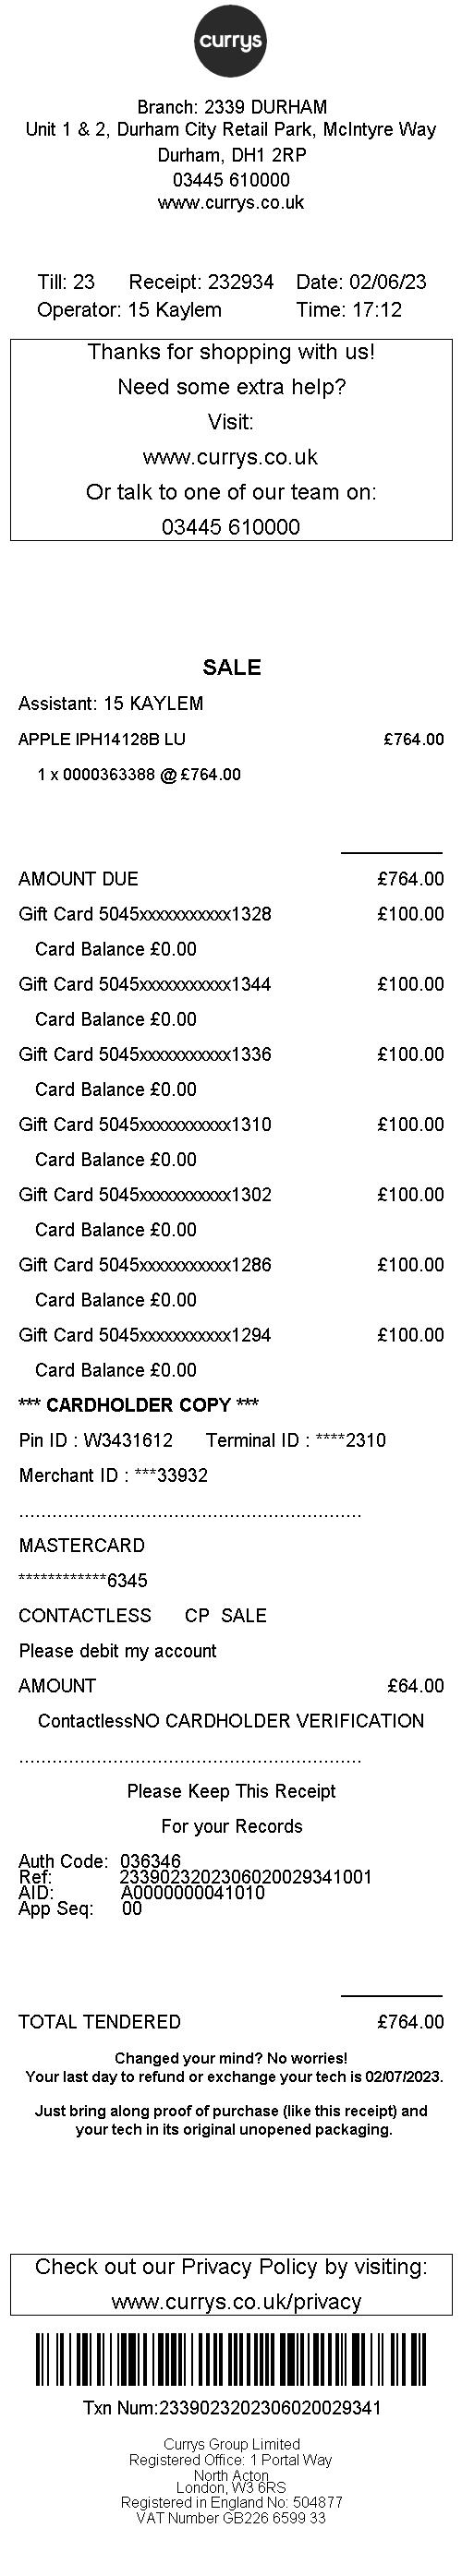 currys
Branch: 2339 DURHAM
Unit 1 & 2, Durham City Retail Park, McIntyre Way
Durham, DH1 2RP
03445 610000
www.currys.co.uk
Till: 23 Receipt: 232934 Date: 02/06/23
Operator: 15 Kaylem Time: 17:12
Thanks for shopping with us!
Need some extra help?
Visit:
www.currys.co.uk
Or talk to one of our team on:
03445 610000
SALE
Assistant: 15 KAYLEM
APPLE IPH14128B LU £764.00
1 x 0000363388 @ £764.00
AMOUNT DUE £764.00
Gift Card 5045xxxxxxxxxxx1328 £100.00
Card Balance £0.00
Gift Card 5045xxxxxxxxxxx1344 £100.00
Card Balance £0.00
Gift Card 5045xxxxxxxxxxx1336 £100.00
Card Balance £0.00
Gift Card 5045xxxxxxxxxxx1310 £100.00
Card Balance £0.00
Gift Card 5045xxxxxxxxxxx1302 £100.00
Card Balance £0.00
Gift Card 5045xxxxxxxxxxx1286 £100.00
Card Balance £0.00
Gift Card 5045xxxxxxxxxxx1294 £100.00
Card Balance £0.00
*** CARDHOLDER COPY ***
Pin ID : W3431612 Terminal ID : ****2310
Merchant ID : ***33932
..............................................................
MASTERCARD
************6345
CONTACTLESS CP SALE
Please debit my account
AMOUNT £64.00
ContactlessNO CARDHOLDER VERIFICATION
..............................................................
Please Keep This Receipt
For your Records
Auth Code: 036346
Ref: 2339023202306020029341001
AID: A0000000041010
App Seq: 00
TOTAL TENDERED £764.00
Changed your mind? No worries!
Your last day to refund or exchange your tech is 02/07/2023.
Just bring along proof of purchase (like this receipt) and
your tech in its original unopened packaging.
Check out our Privacy Policy by visiting:
www.currys.co.uk/privacy
Txn Num:2339023202306020029341
Currys Group Limited
Registered Office: 1 Portal Way
North Acton
London, W3 6RS
Registered in England No: 504877
VAT Number GB226 6599 33